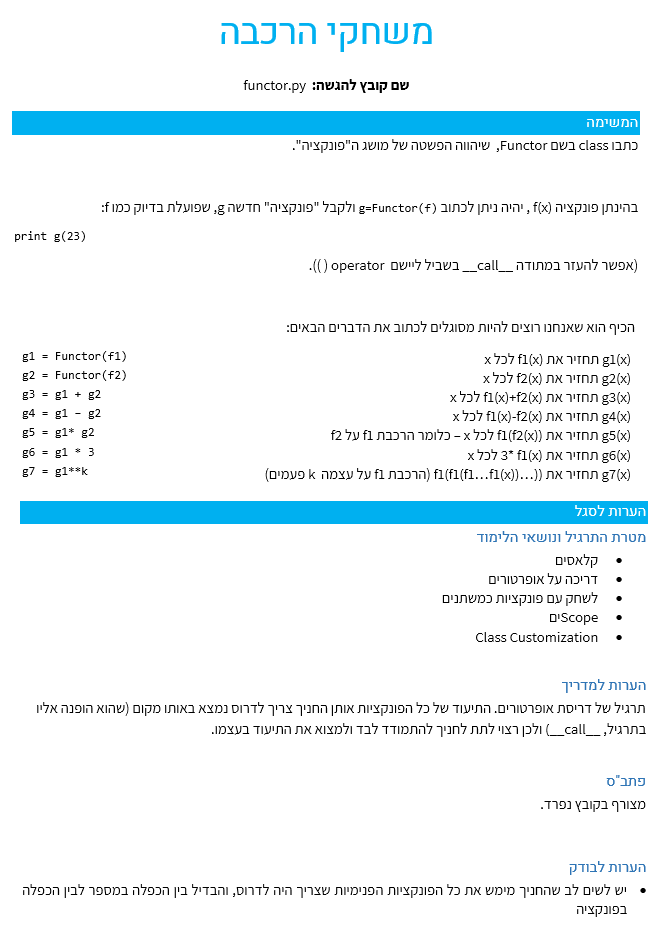 משחקי הרכבה
שם קובץ להגשה: functor.py
המשימה
כתבו class בשם Functor, שיהווה הפשטה של מושג ה"פונקציה".
בהינתן פונקציה f(x) , יהיה ניתן לכתוב g=Functor(f) ולקבל "פונקציה" חדשה g, שפועלת בדיוק כמו f:
print g(23)
(אפשר להעזר במתודה __call__ בשביל ליישם operator ( )).
הכיף הוא שאנחנו רוצים להיות מסוגלים לכתוב את הדברים הבאים:
g1 = Functor(f1)
g2 = Functor(f2)
g3 = g1 + g2
g4 = g1 – g2
g5 = g1* g2
g6 = g1 * 3
g7 = g1**k
g1(x) תחזיר את f1(x) לכל x
g2(x) תחזיר את f2(x) לכל x
g3(x) תחזיר את f1(x)+f2(x) לכל x
g4(x) תחזיר את f1(x)-f2(x) לכל x
g5(x) תחזיר את f1(f2(x)) לכל x – כלומר הרכבת f1 על f2
g6(x) תחזיר את 3* f1(x) לכל x
g7(x) תחזיר את f1(f1(f1…f1(x))…)) (הרכבת f1 על עצמה k פעמים)
הערות לסגל
מטרת התרגיל ונושאי הלימוד
• קלאסים
• דריכה על אופרטורים
• לשחק עם פונקציות כמשתנים
• Scopeים
• Class Customization
הערות למדריך
תרגיל של דריסת אופרטורים. התיעוד של כל הפונקציות אותן החניך צריך לדרוס נמצא באותו מקום (שהוא הופנה אליו
בתרגיל, __call__) ולכן רצוי לתת לחניך להתמודד לבד ולמצוא את התיעוד בעצמו.
פתב"ס
מצורף בקובץ נפרד.
הערות לבודק
• יש לשים לב שהחניך מימש את כל הפונקציות הפנימיות שצריך היה לדרוס, והבדיל בין הכפלה במספר לבין הכפלה
בפונקציה